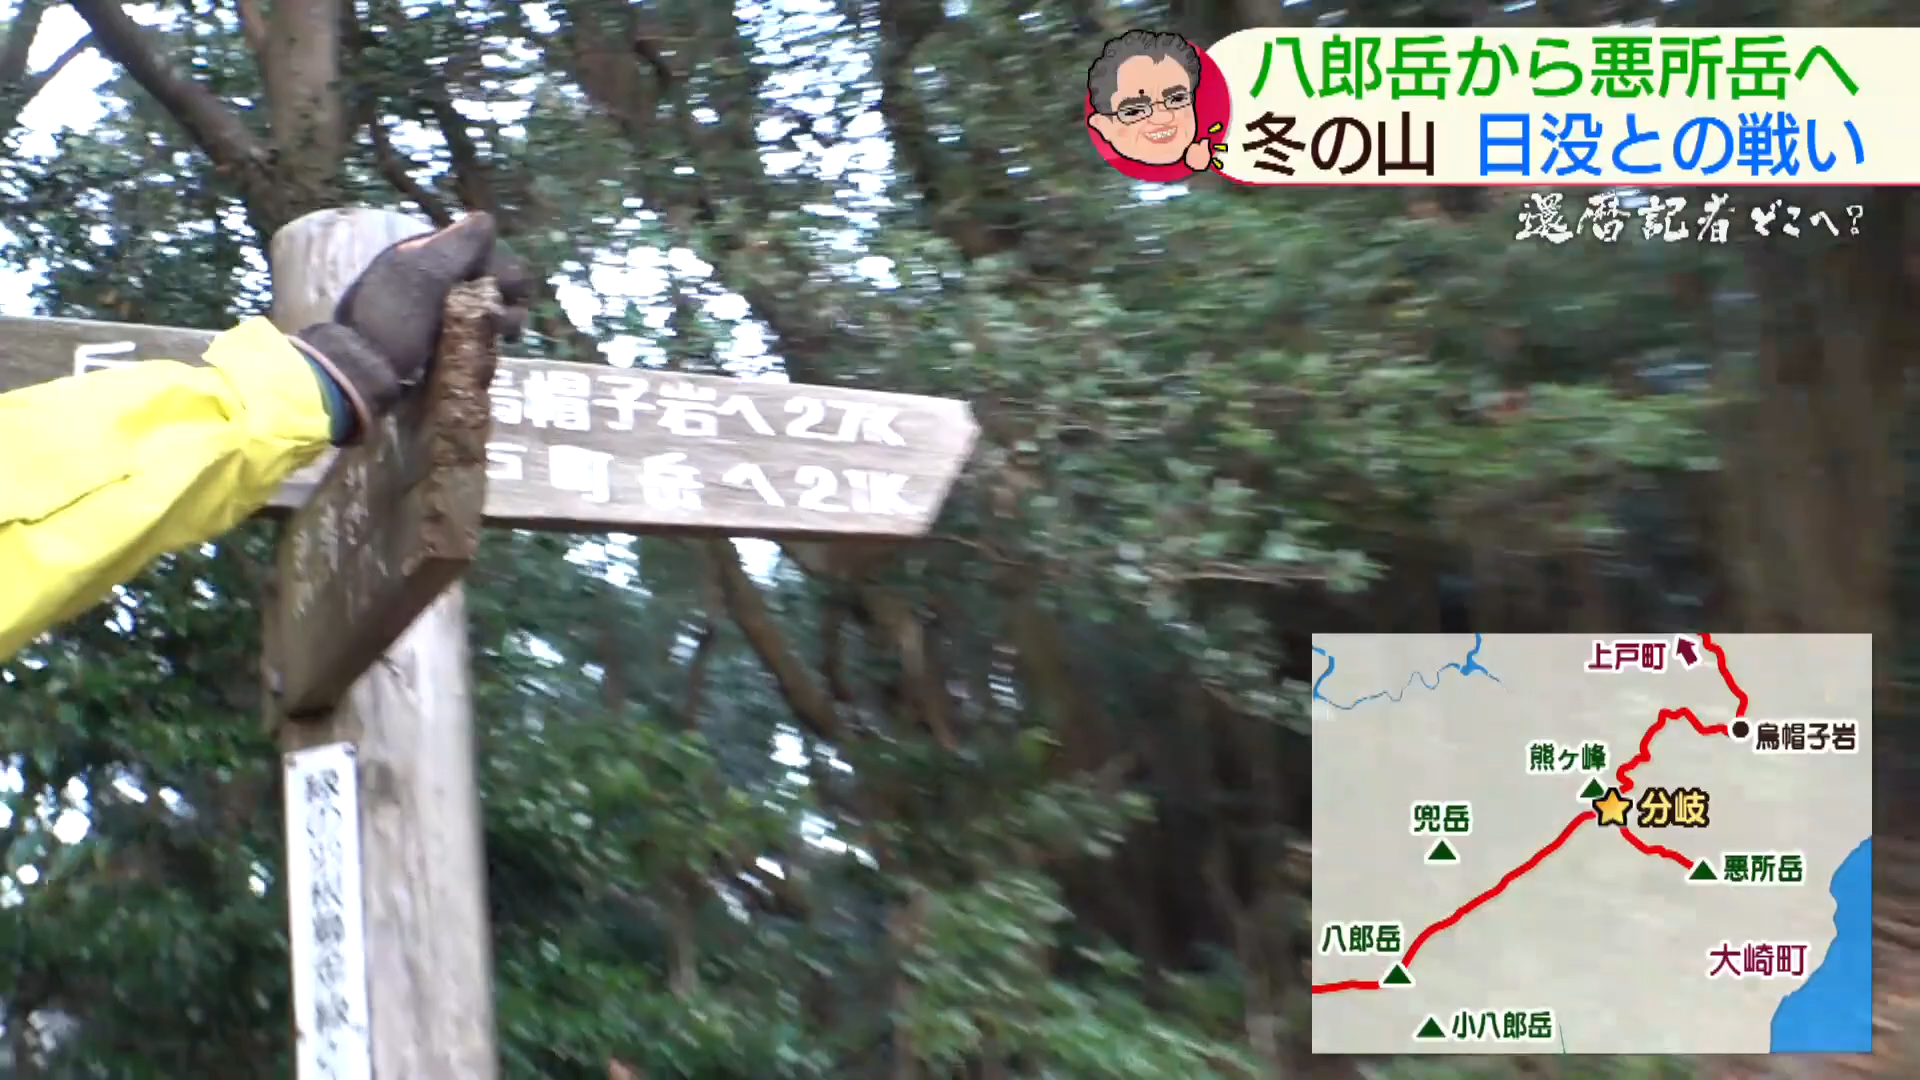 八郎岳から悪所岳へ
冬の山 日没との戦い
還暦記者どこへ?
帽子岩へ2.7K
町岳へ2.1K
上戸町
烏帽子岩
熊ヶ峰
分岐
兜岳
悪所岳
八郎岳
大崎町
小八郎岳